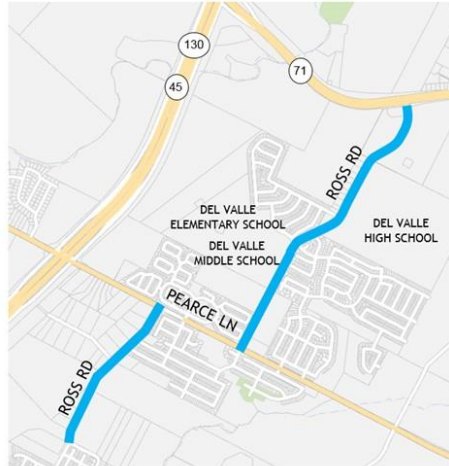 130
71
45
ROSS RD
DEL VALLE
ELEMENTARY SCHOOL
DEL VALLE
HIGH SCHOOL
DEL VALLE
MIDDLE SCHOOL
PEARCE LN
ROSS RD